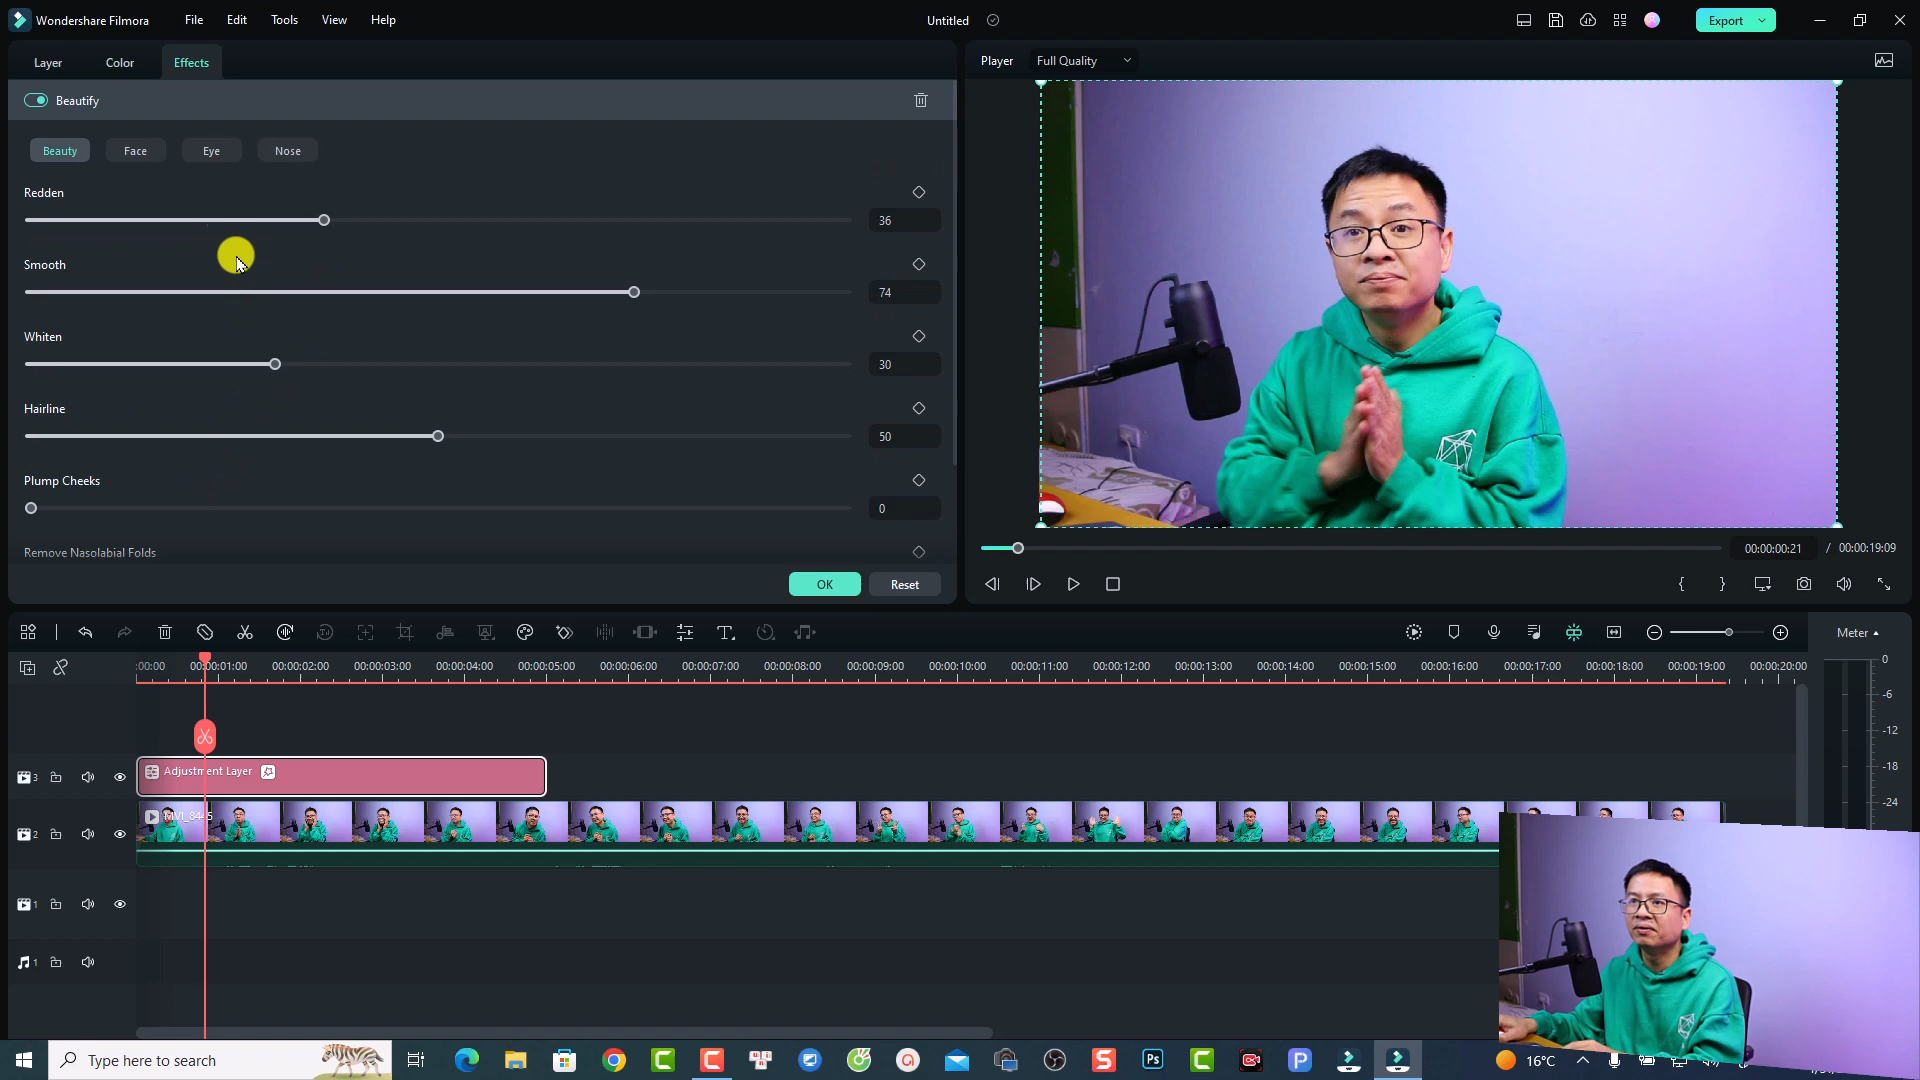 Wondershare Filmora File Edit Tools View Help Untitled Export
Layer Color Effects
Player Full Quality
Beautify
Beauty Face Eye Nose
Redden
36
Smooth
74
Whiten
30
Hairline
50
Plump Cheeks
0
Remove Nasolabial Folds
OK Reset
00:00:00:21 / 00:00:19:09
Meter
:00:00 00:00:01:00 00:00:02:00 00:00:03:00 00:00:04:00 00:00:05:00 00:00:06:00 00:00:07:00 00:00:08:00 00:00:09:00 00:00:10:00 00:00:11:00 00:00:12:00 00:00:13:00 00:00:14:00 00:00:15:00 00:00:16:00 00:00:17:00 00:00:18:00 00:00:19:00 00:00:20:00
0
-6
-12
-18
-24
3 Adjustment Layer
2
1
1
Type here to search
Ps
16°C